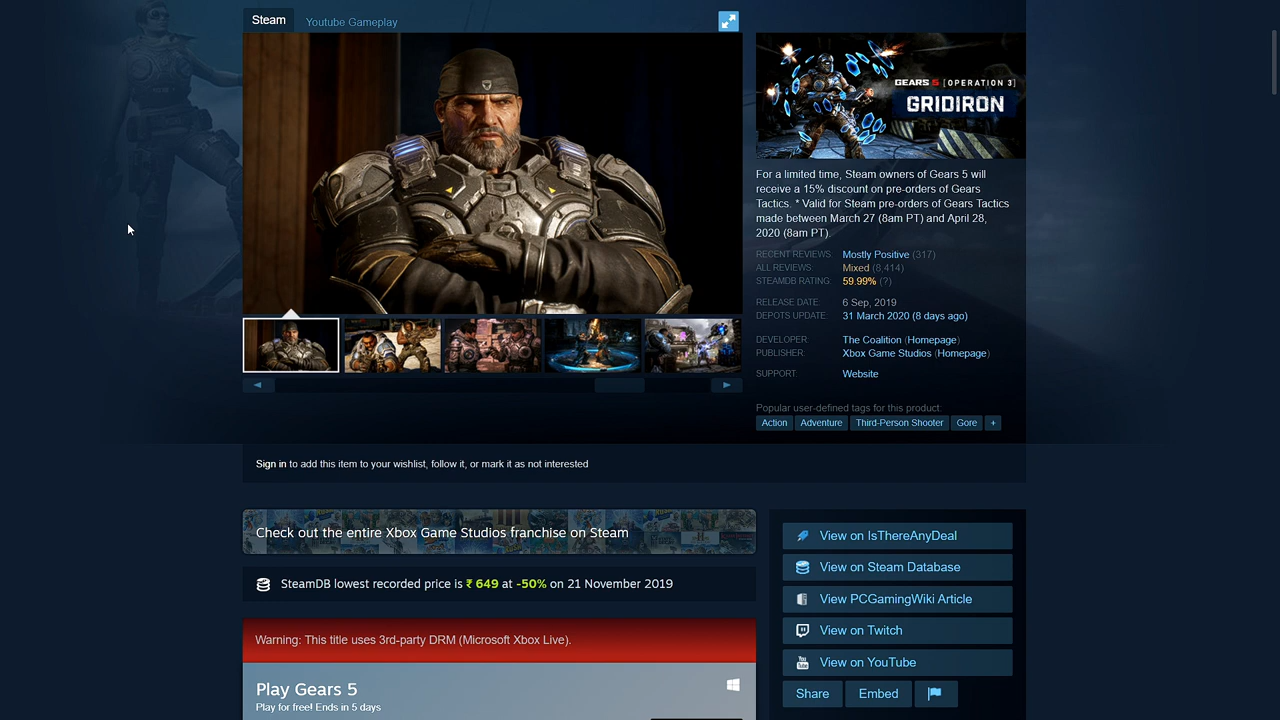 Steam
Youtube Gameplay
GEARS 5 [OPERATION 3]
GRIDIRON
For a limited time, Steam owners of Gears 5 will
receive a 15% discount on pre-orders of Gears
Tactics. * Valid for Steam pre-orders of Gears Tactics
made between March 27 (8am PT) and April 28,
2020 (8am PT).
RECENT REVIEWS: Mostly Positive (317)
ALL REVIEWS: Mixed (8,414)
STEAMDB RATING: 59.99% (?)
RELEASE DATE: 6 Sep, 2019
DEPOTS UPDATE: 31 March 2020 (8 days ago)
DEVELOPER: The Coalition (Homepage)
PUBLISHER: Xbox Game Studios (Homepage)
SUPPORT: Website
Popular user-defined tags for this product:
Action Adventure Third-Person Shooter Gore +
Sign in to add this item to your wishlist, follow it, or mark it as not interested
Check out the entire Xbox Game Studios franchise on Steam
SteamDB lowest recorded price is ₹ 649 at -50% on 21 November 2019
Warning: This title uses 3rd-party DRM (Microsoft Xbox Live).
Play Gears 5
Play for free! Ends in 5 days
View on IsThereAnyDeal
View on Steam Database
View PCGamingWiki Article
View on Twitch
View on YouTube
Share Embed